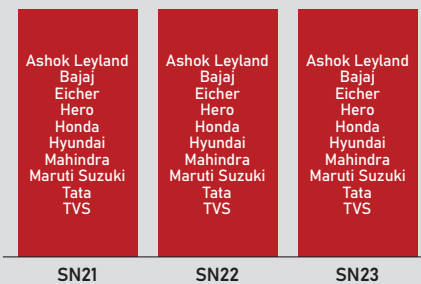 Ashok Leyland
Bajaj
Eicher
Hero
Honda
Hyundai
Mahindra
Maruti Suzuki
Tata
TVS
SN21
Ashok Leyland
Bajaj
Eicher
Hero
Honda
Hyundai
Mahindra
Maruti Suzuki
Tata
TVS
SN22
Ashok Leyland
Bajaj
Eicher
Hero
Honda
Hyundai
Mahindra
Maruti Suzuki
Tata
TVS
SN23